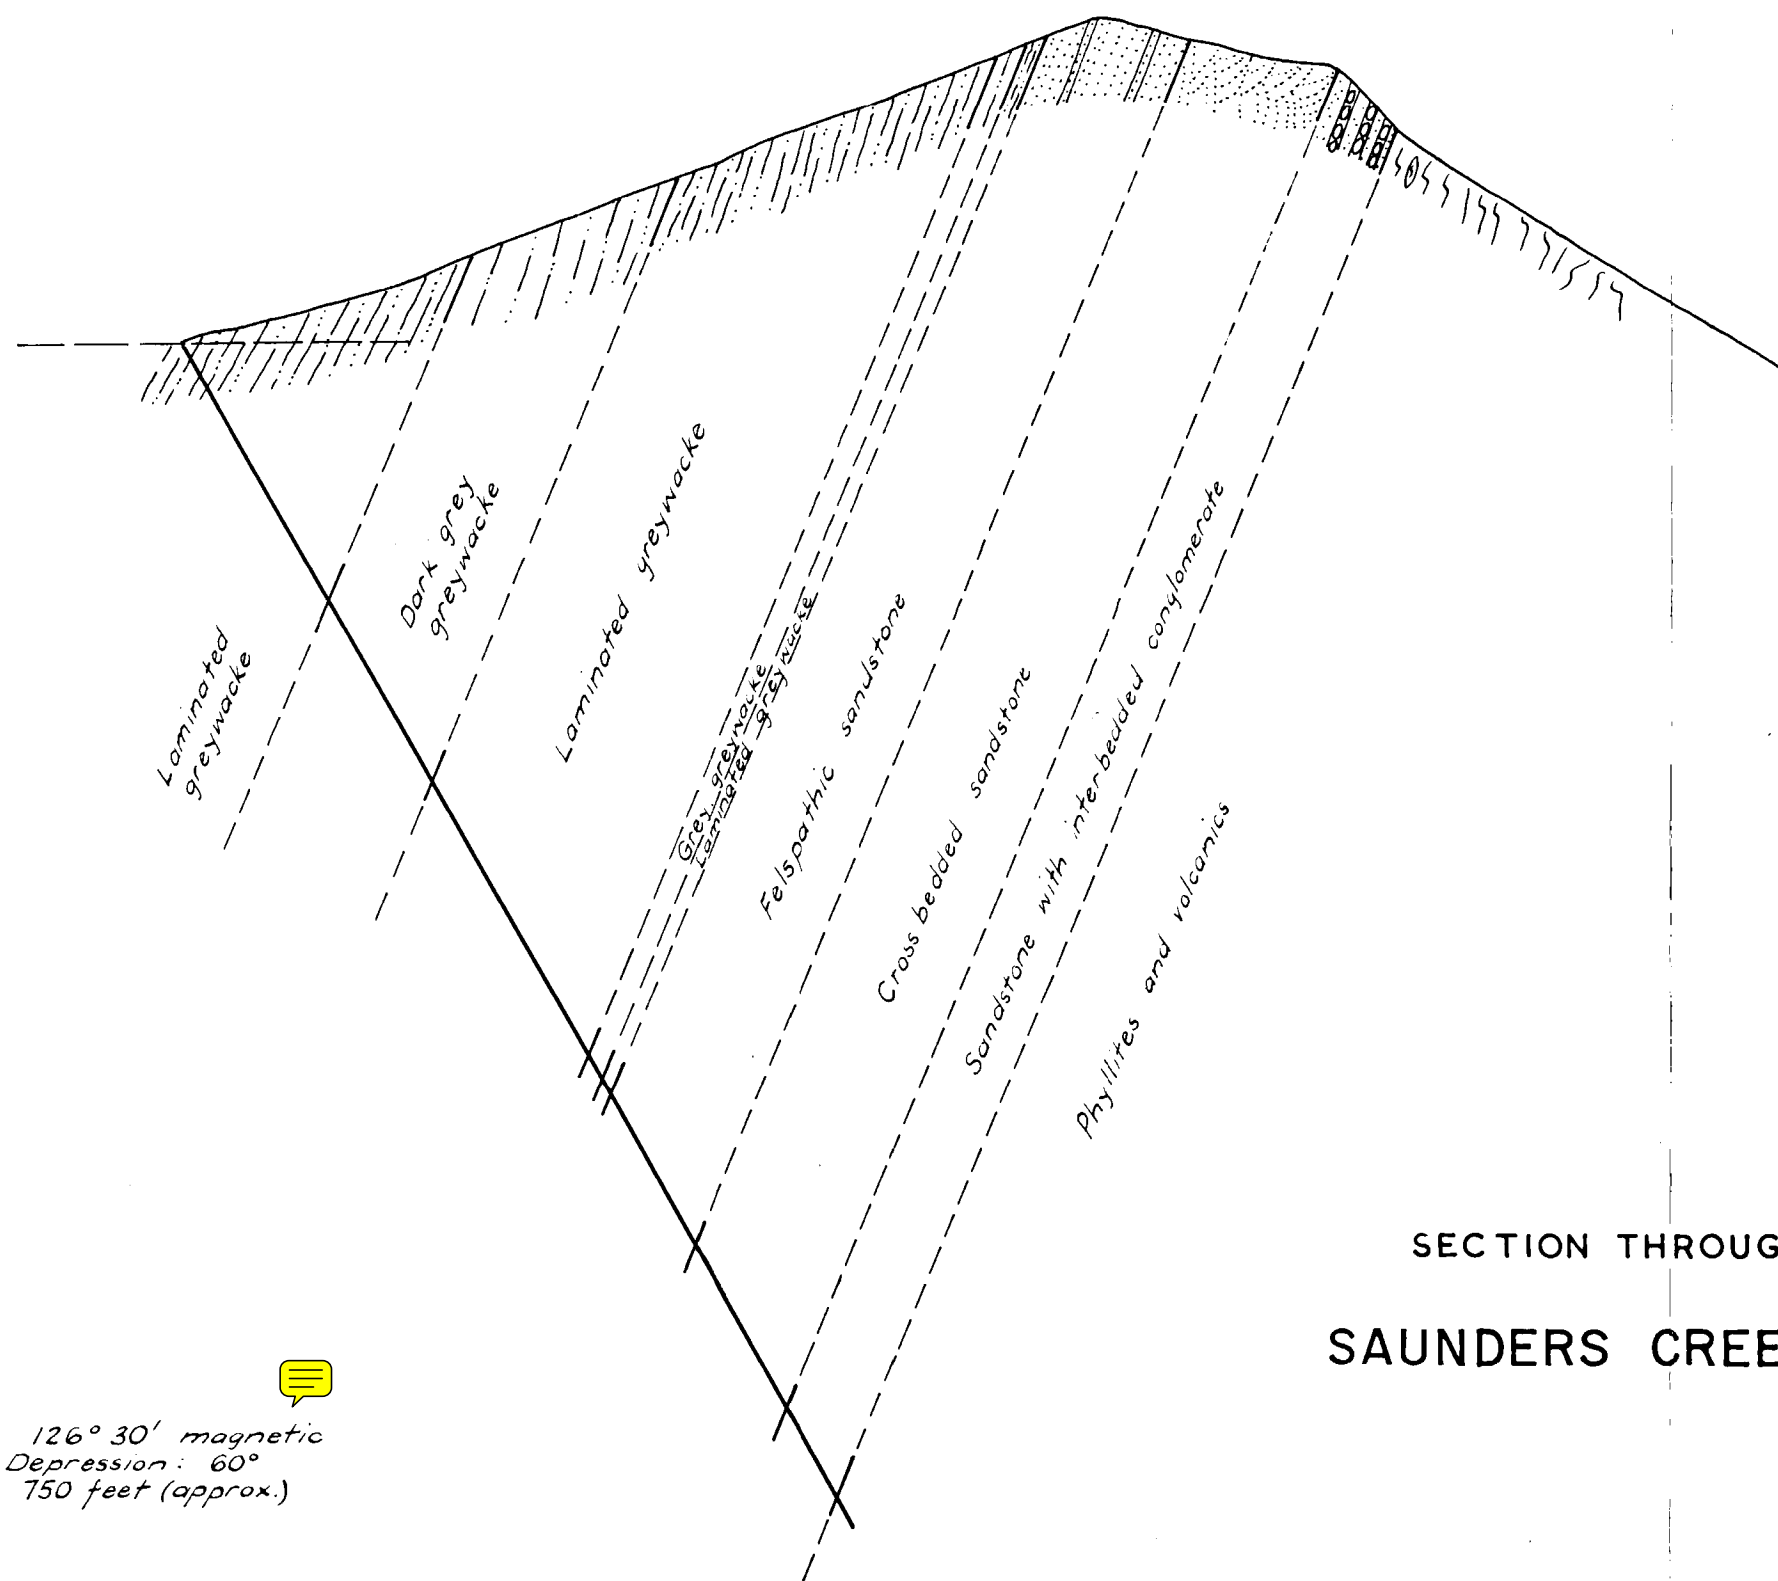 Laminated
greywacke
Dark grey
greywacke
Laminated greywacke
Grey greywacke
Laminated greywacke
Felspathic sandstone
Cross bedded sandstone
Sandstone with interbedded conglomerate
Phyllites and volcanics
SECTION THROUG
SAUNDERS CREE
126° 30' magnetic
Depression: 60°
750 feet (approx.)